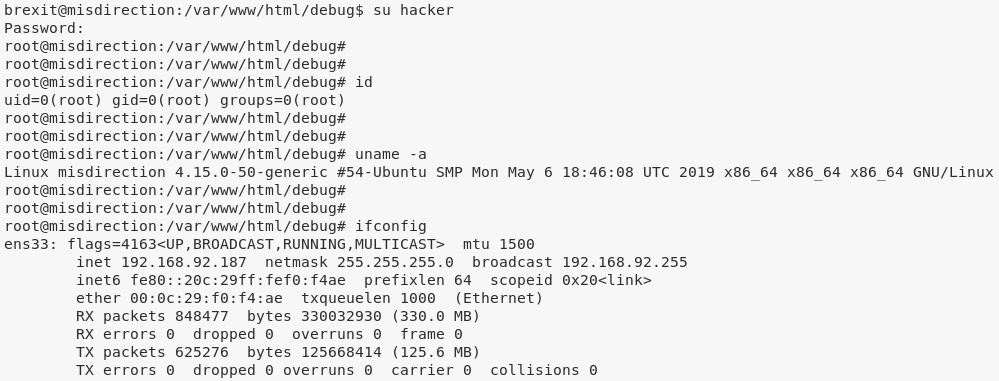 brexit@misdirection:/var/www/html/debug$ su hacker
Password:
root@misdirection:/var/www/html/debug#
root@misdirection:/var/www/html/debug#
root@misdirection:/var/www/html/debug# id
uid=0(root) gid=0(root) groups=0(root)
root@misdirection:/var/www/html/debug#
root@misdirection:/var/www/html/debug#
root@misdirection:/var/www/html/debug# uname -a
Linux misdirection 4.15.0-50-generic #54-Ubuntu SMP Mon May 6 18:46:08 UTC 2019 x86_64 x86_64 x86_64 GNU/Linux
root@misdirection:/var/www/html/debug#
root@misdirection:/var/www/html/debug#
root@misdirection:/var/www/html/debug# ifconfig
ens33: flags=4163<UP,BROADCAST,RUNNING,MULTICAST>  mtu 1500
        inet 192.168.92.187  netmask 255.255.255.0  broadcast 192.168.92.255
        inet6 fe80::20c:29ff:fef0:f4ae  prefixlen 64  scopeid 0x20<link>
        ether 00:0c:29:f0:f4:ae  txqueuelen 1000  (Ethernet)
        RX packets 848477  bytes 330032930 (330.0 MB)
        RX errors 0  dropped 0  overruns 0  frame 0
        TX packets 625276  bytes 125668414 (125.6 MB)
        TX errors 0  dropped 0 overruns 0  carrier 0  collisions 0